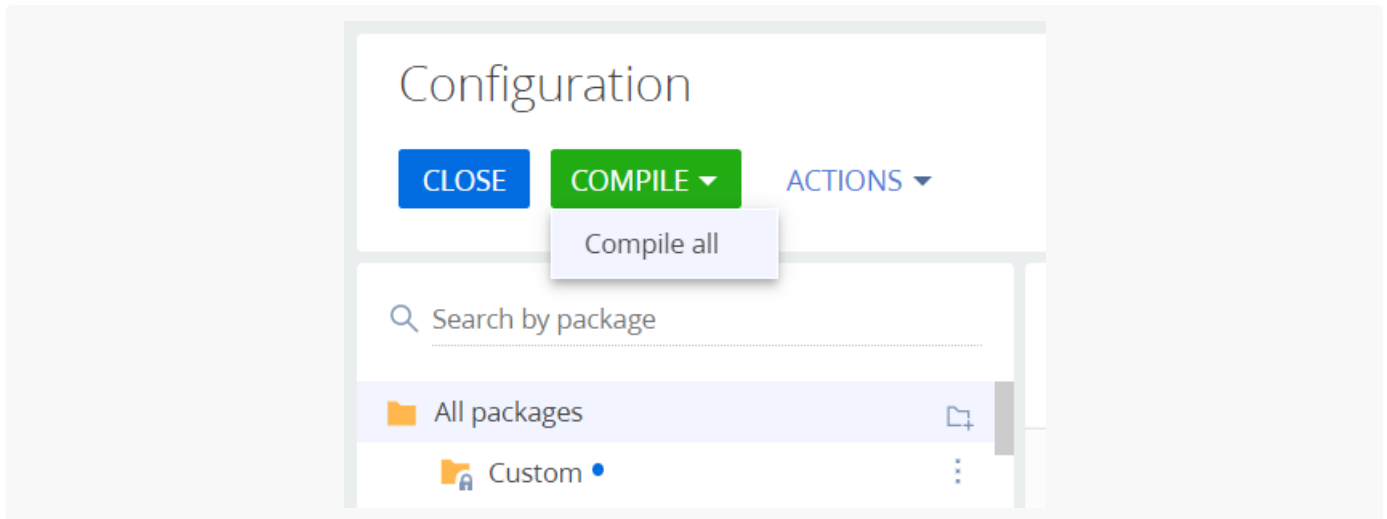 Configuration
CLOSE COMPILE ACTIONS
Compile all
Search by package
All packages
Custom